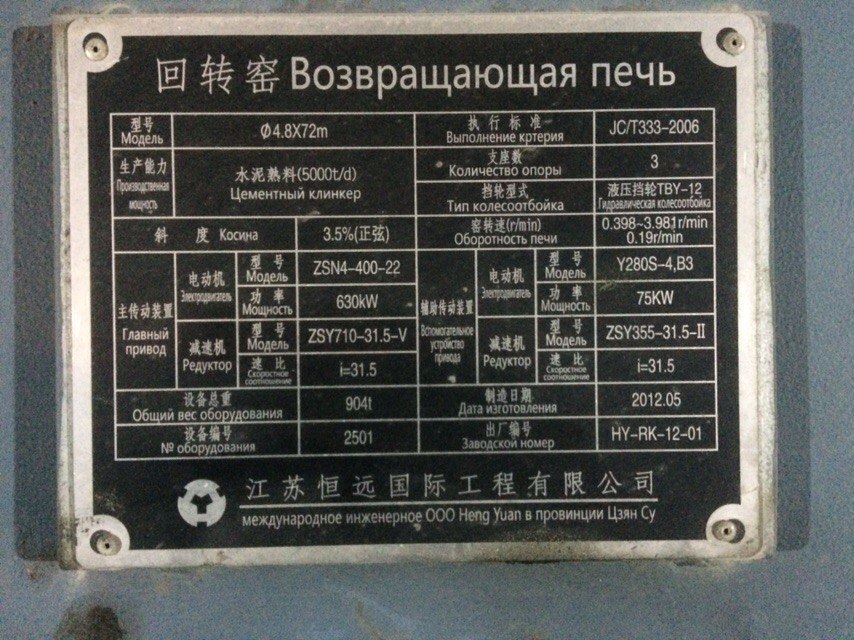 回转窑 Возвращающая печь
型号 Ø4.8X72m 执行标准 JC/T333-2006
Модель Выполнение кртерия
生产能力 水泥熟料(5000t/d) 支座数 3
Производственная мощность Цементный клинкер Количество опоры
挡轮型式 液压挡轮TBY-12
Тип колесоотбойка Гидравлическая колесоотбойка
斜度 Косина 3.5%(正弦) 窑转速(r/min) 0.398~3.981r/min
Оборотность печи 0.19r/min
主传动装置 电动机 型号 ZSN4-400-22 辅助传动装置 电动机 型号 Y280S-4,B3
Главный привод Электродвигатель Модель Вспомогательное устройство привода Электродвигатель Модель
功率 630kW 功率 75KW
Мощность Мощность
减速机 型号 ZSY710-31.5-V 减速机 型号 ZSY355-31.5-II
Редуктор Модель Редуктор Модель
速比 i=31.5 速比 i=31.5
Скоростное соотношение Скоростное соотношение
设备总重 904t 制造日期 2012.05
Общий вес оборудования Дата изготовления
设备编号 2501 出厂编号 HY-RK-12-01
№ оборудования Заводской номер
江苏恒远国际工程有限公司
международное инженерное ООО Heng Yuan в провинции Цзян Су